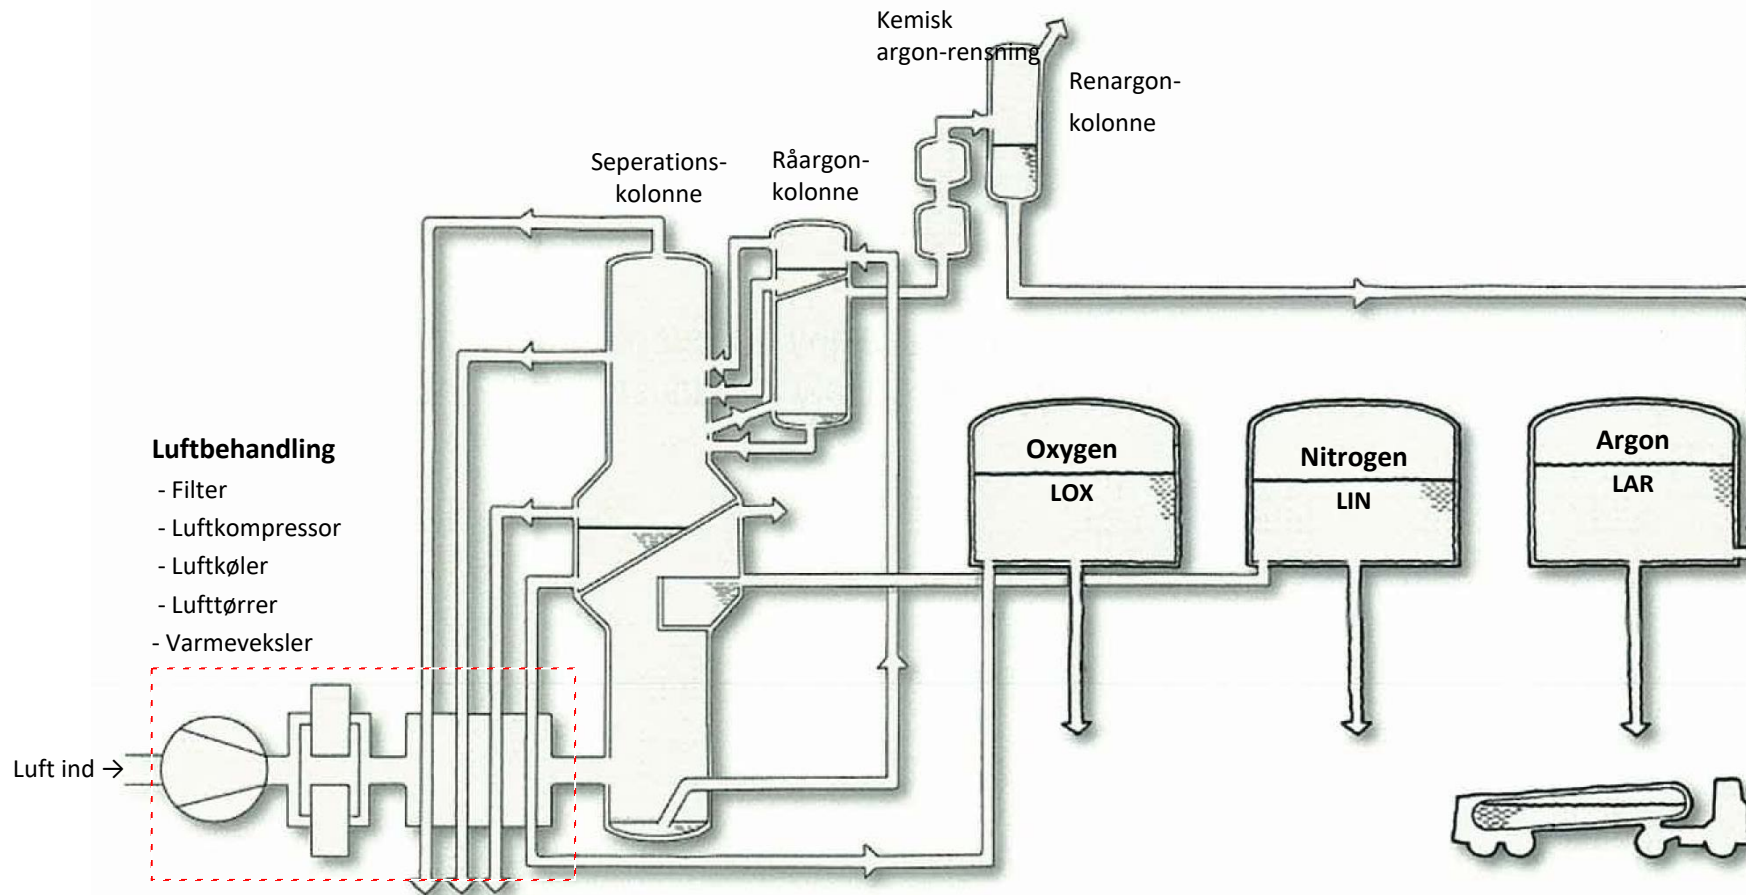 Kemisk
argon-rensning
Renargon-
kolonne
Seperations-
kolonne
Råargon-
kolonne
Luftbehandling
- Filter
- Luftkompressor
- Luftkøler
- Lufttørrer
- Varmeveksler
Luft ind →
Oxygen
LOX
Nitrogen
LIN
Argon
LAR